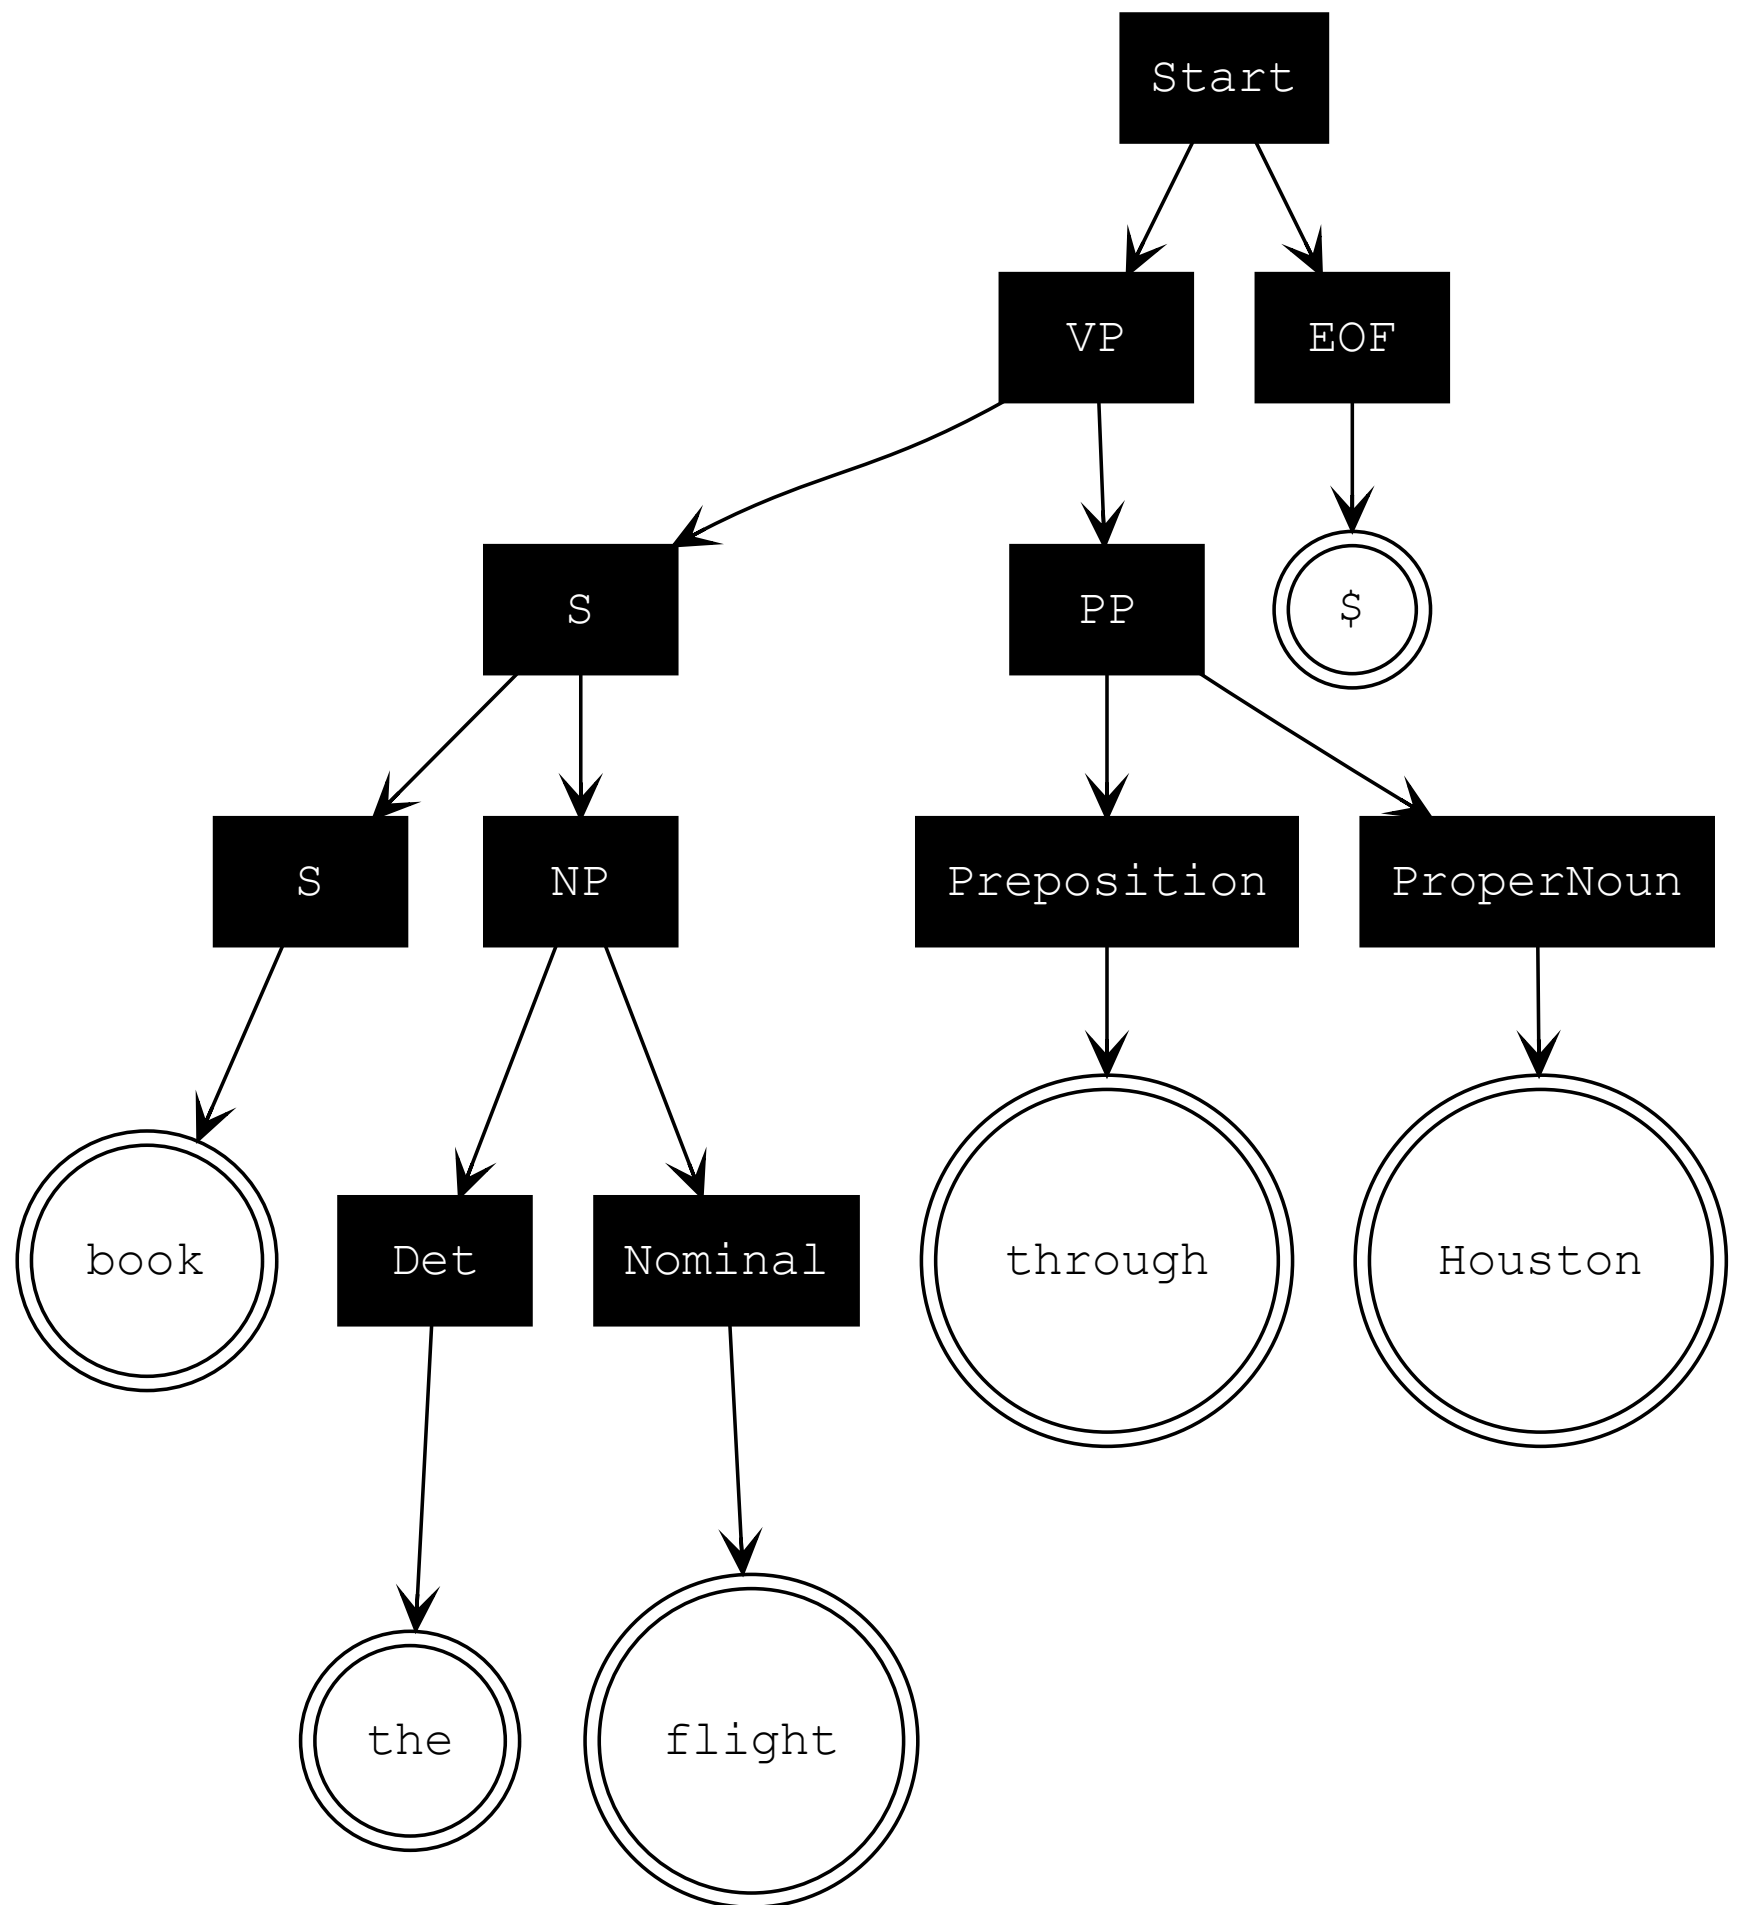 Start
VP EOF
S PP $
S NP Preposition ProperNoun
book Det Nominal through Houston
the flight